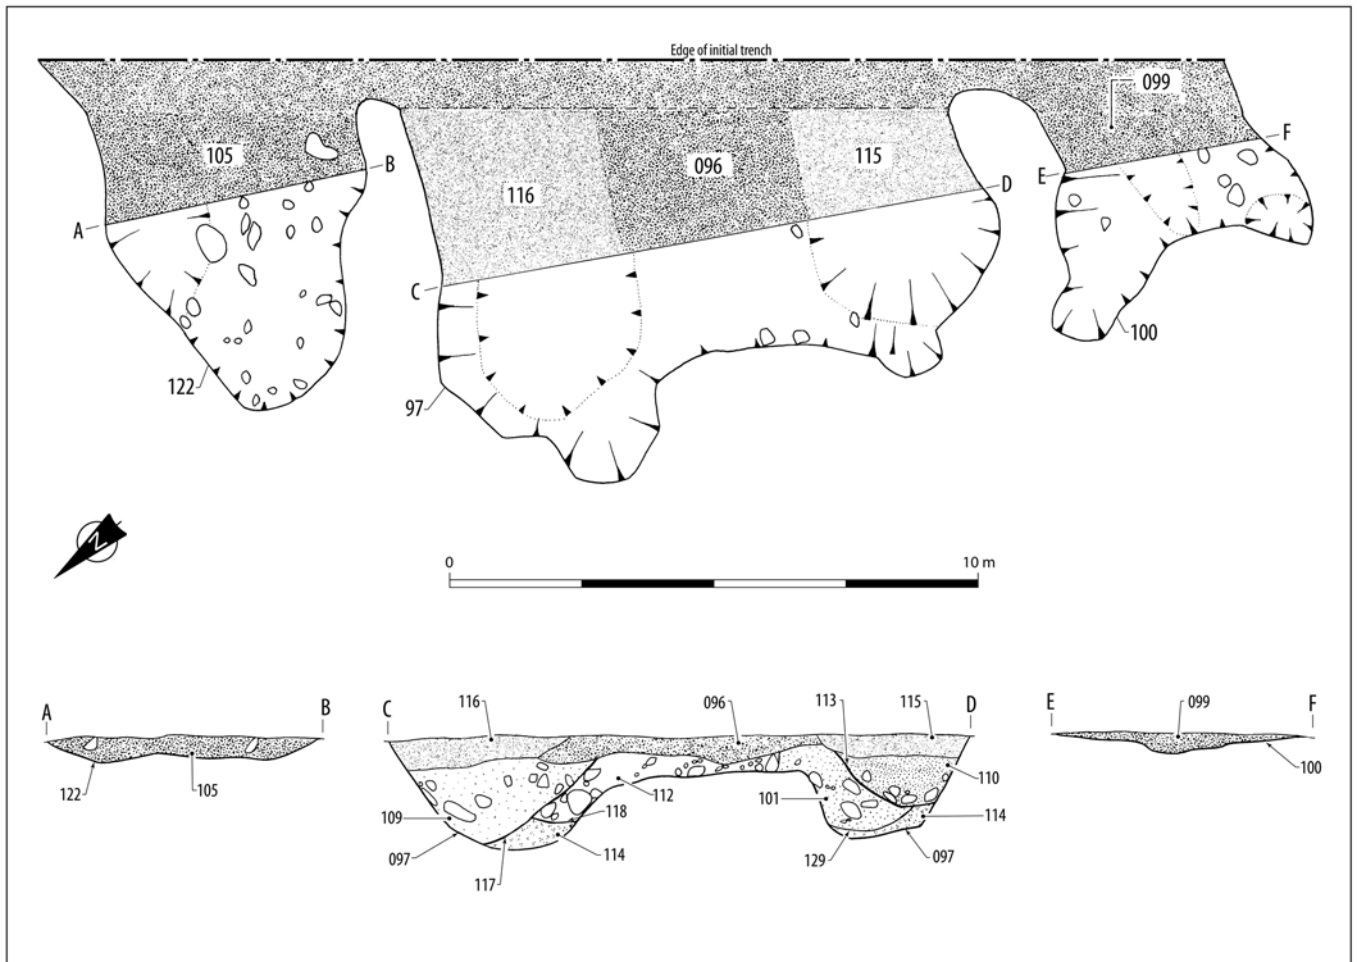 Edge of initial trench
099
F
105
B
096
115
116
E
D
A
C
100
122
97
N
0 10 m
A B C 116 096 113 115 D E 099 F
110
122 105 109 112 101 100
118
114
114
097
129 097
117